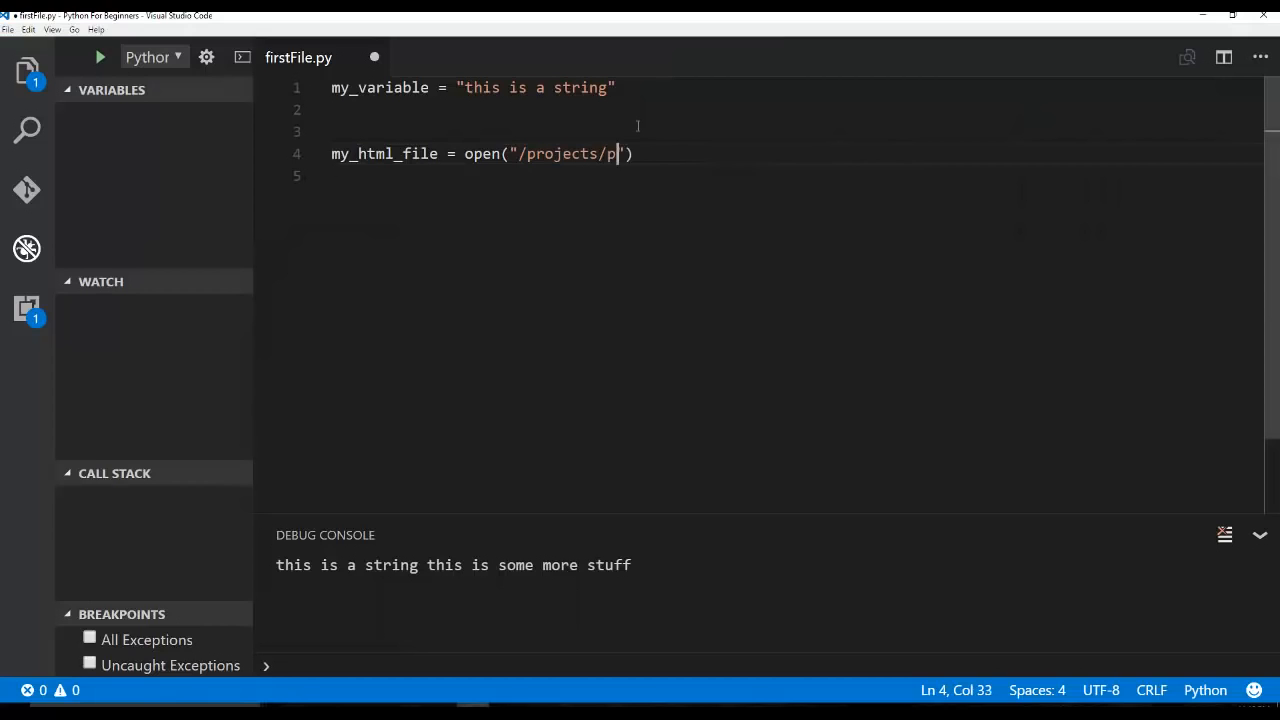 ● firstFile.py - Python For Beginners - Visual Studio Code
File Edit View Go Help
Python
firstFile.py
1
VARIABLES
1 my_variable = "this is a string"
2
3
4 my_html_file = open("/projects/p")
5
WATCH
1
CALL STACK
DEBUG CONSOLE
this is a string this is some more stuff
BREAKPOINTS
All Exceptions
Uncaught Exceptions
0 0 Ln 4, Col 33 Spaces: 4 UTF-8 CRLF Python